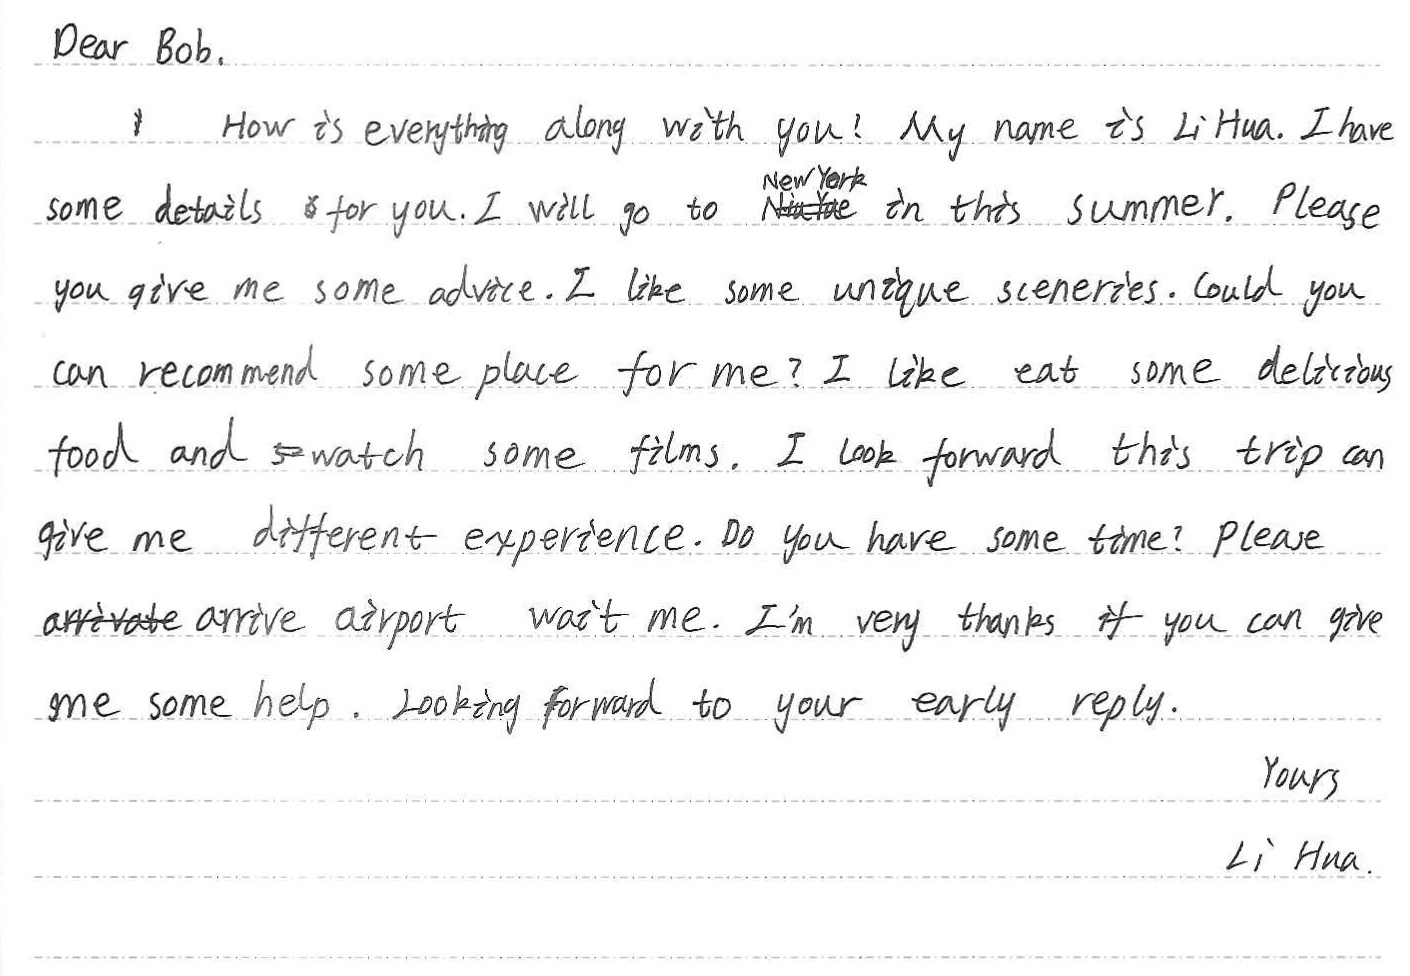 Dear Bob.
How is everything along with you! My name is Li Hua. I have
some details for you. I will go to New York in this summer. Please
you give me some advice. I like some unique sceneries. Could you
can recommend some place for me? I like eat some delicious
food and watch some films. I look forward this trip can
give me different experience. Do you have some time? Please
arrive airport wait me. I'm very thanks if you can give
me some help. Looking forward to your early reply.
Yours
Li Hua.